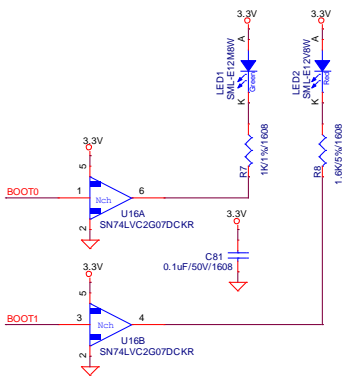 3.3V
3.3V
A
A
LED1
SML-E12M8W
Green
LED2
SML-E12V8W
Red
K
K
3.3V
R7
1K/1%/1608
R8
1.6K/5%/1608
5
BOOT0
1
6
Nch
U16A
2
SN74LVC2G07DCKR
3.3V
C81
0.1uF/50V/1608
3.3V
5
BOOT1
3
4
Nch
U16B
2
SN74LVC2G07DCKR